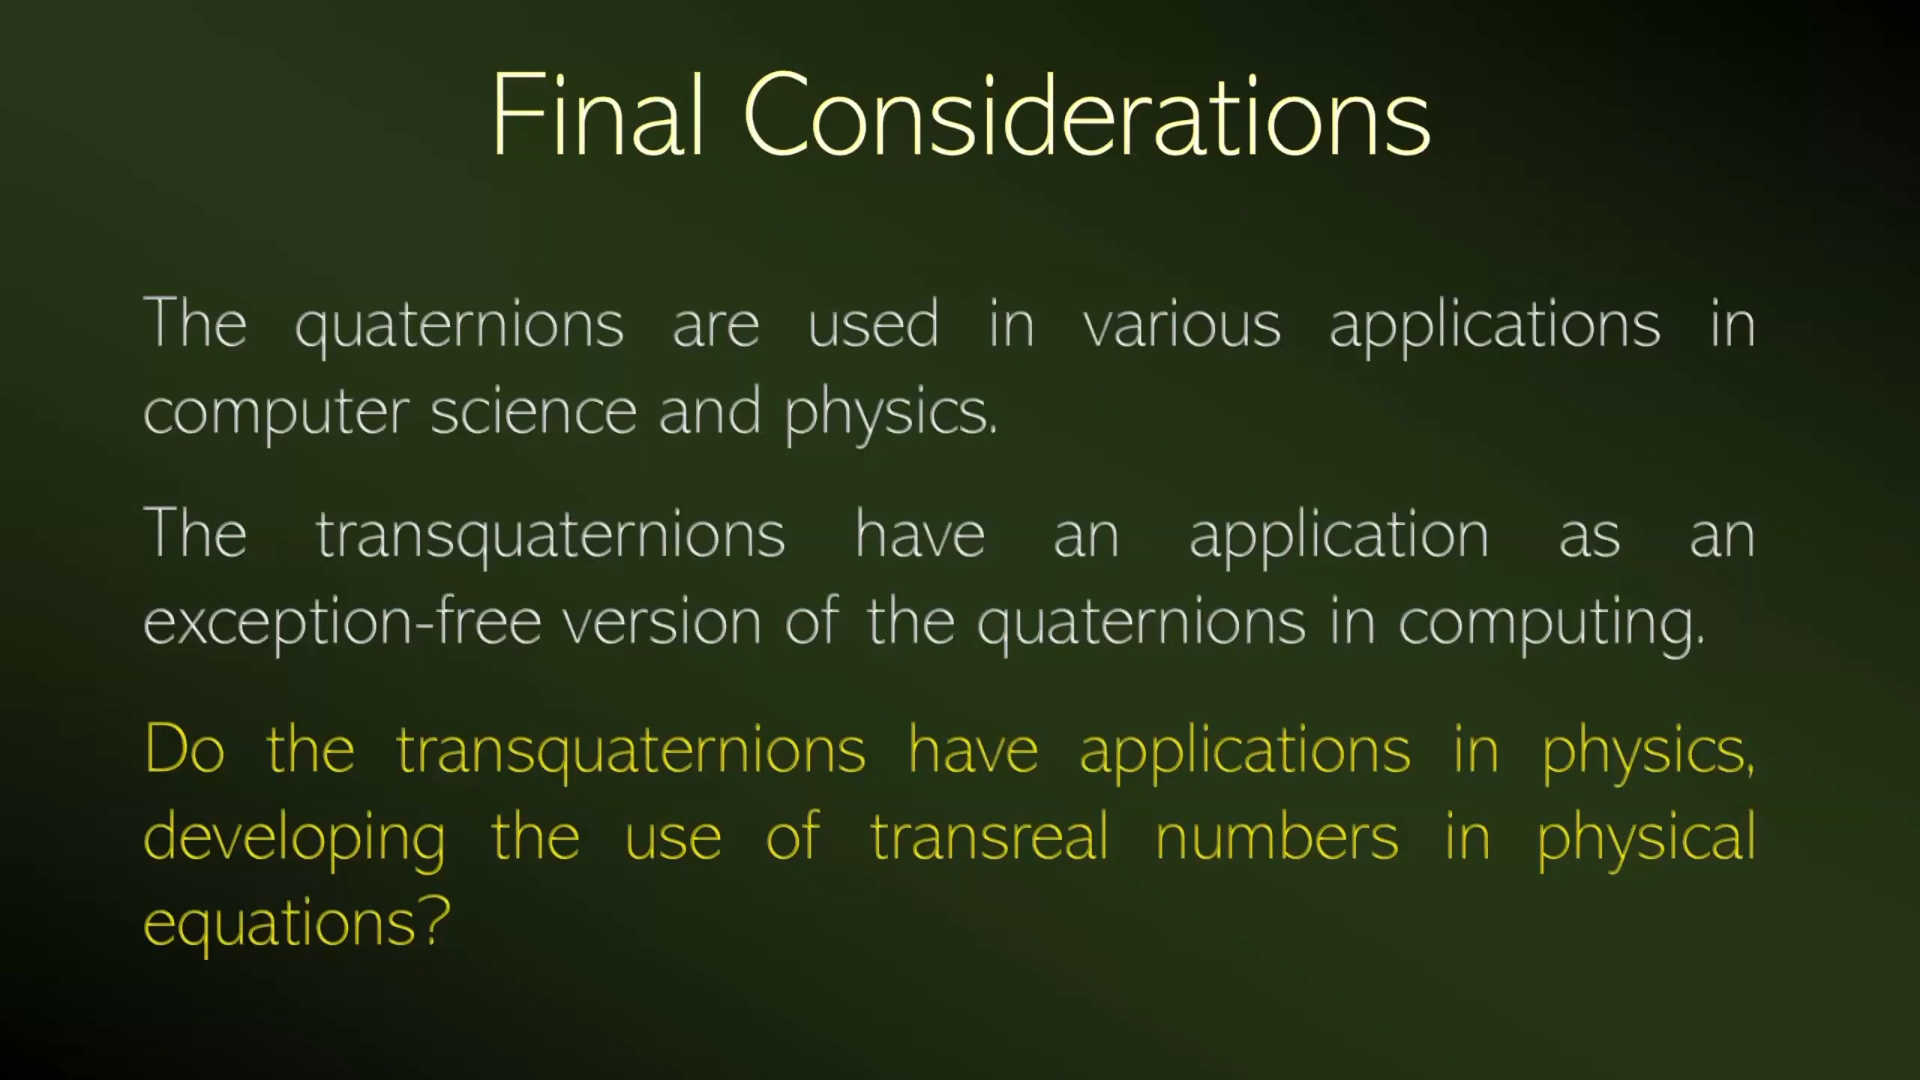 Final Considerations
The quaternions are used in various applications in
computer science and physics.
The transquaternions have an application as an
exception-free version of the quaternions in computing.
Do the transquaternions have applications in physics,
developing the use of transreal numbers in physical
equations?